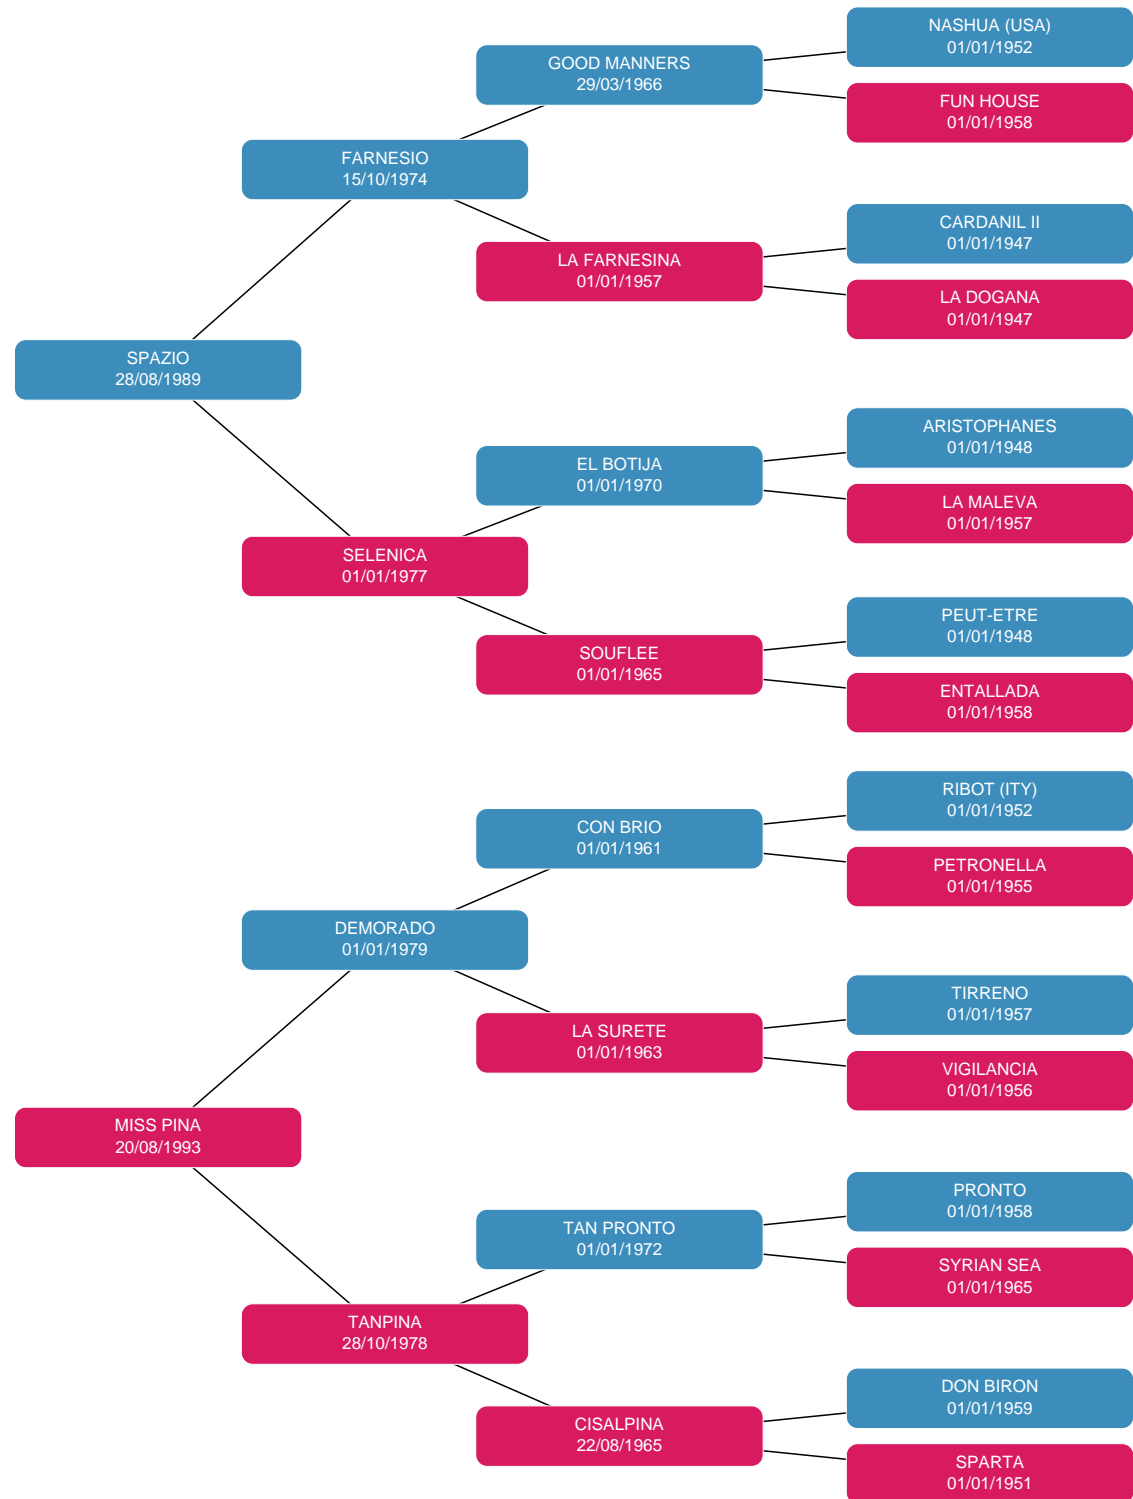 NASHUA (USA)
01/01/1952
GOOD MANNERS
29/03/1966
FUN HOUSE
01/01/1958
FARNESIO
15/10/1974
CARDANIL II
01/01/1947
LA FARNESINA
01/01/1957
LA DOGANA
01/01/1947
SPAZIO
28/08/1989
ARISTOPHANES
01/01/1948
EL BOTIJA
01/01/1970
LA MALEVA
01/01/1957
SELENICA
01/01/1977
PEUT-ETRE
01/01/1948
SOUFLEE
01/01/1965
ENTALLADA
01/01/1958
RIBOT (ITY)
01/01/1952
CON BRIO
01/01/1961
PETRONELLA
01/01/1955
DEMORADO
01/01/1979
TIRRENO
01/01/1957
LA SURETE
01/01/1963
VIGILANCIA
01/01/1956
MISS PINA
20/08/1993
PRONTO
01/01/1958
TAN PRONTO
01/01/1972
SYRIAN SEA
01/01/1965
TANPINA
28/10/1978
DON BIRON
01/01/1959
CISALPINA
22/08/1965
SPARTA
01/01/1951